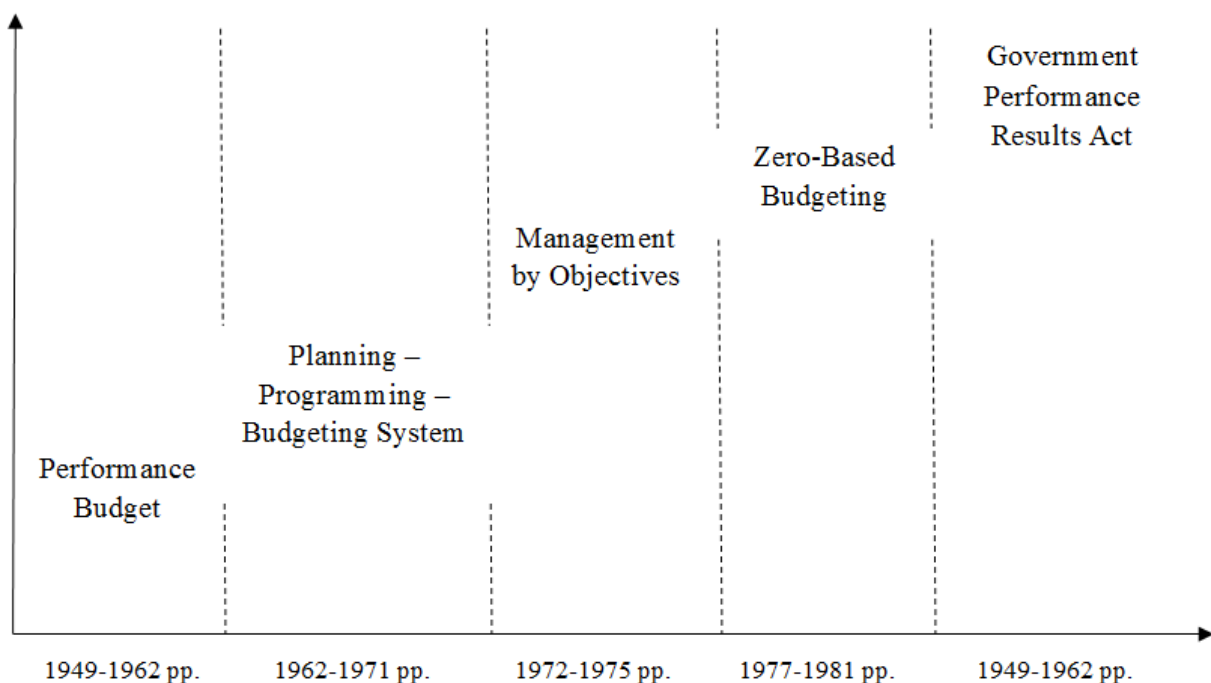 Government
Performance
Results Act
Zero-Based
Budgeting
Management
by Objectives
Planning –
Programming –
Budgeting System
Performance
Budget
1949-1962 pp.
1962-1971 pp.
1972-1975 pp.
1977-1981 pp.
1949-1962 pp.